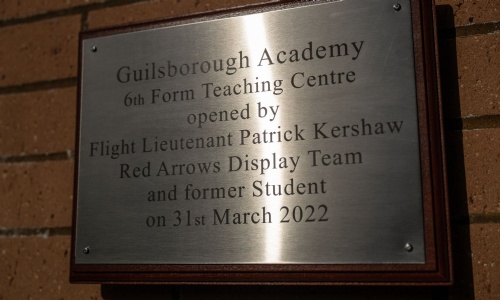 Guilsborough Academy
6th Form Teaching Centre
opened by
Flight Lieutenant Patrick Kershaw
Red Arrows Display Team
and former Student
on 31st March 2022